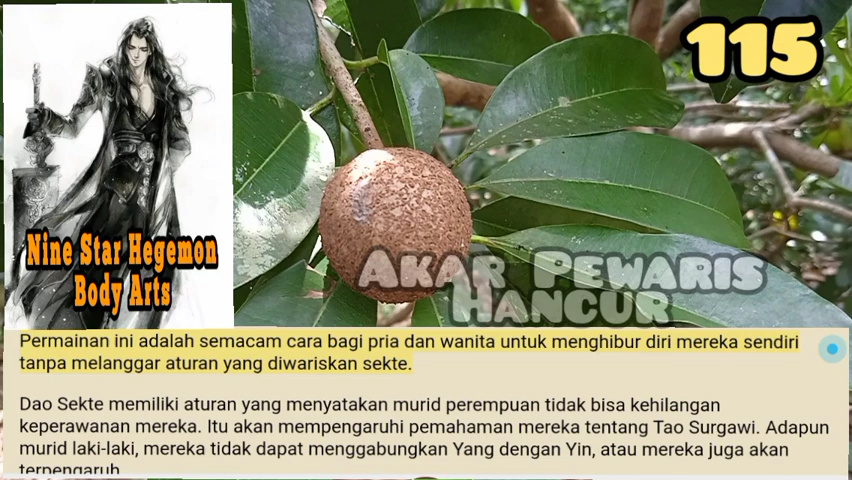 115
Nine Star Hegemon
Body Arts
Akar Pewaris
Hancur
Permainan ini adalah semacam cara bagi pria dan wanita untuk menghibur diri mereka sendiri
tanpa melanggar aturan yang diwariskan sekte.
Dao Sekte memiliki aturan yang menyatakan murid perempuan tidak bisa kehilangan
keperawanan mereka. Itu akan mempengaruhi pemahaman mereka tentang Tao Surgawi. Adapun
murid laki-laki, mereka tidak dapat menggabungkan Yang dengan Yin, atau mereka juga akan
terpengaruh